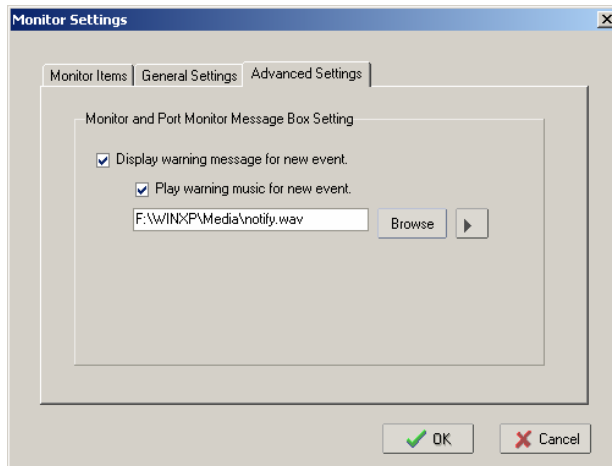 Monitor Settings
Monitor Items General Settings Advanced Settings
Monitor and Port Monitor Message Box Setting
Display warning message for new event.
Play warning music for new event.
F:\WINXP\Media\notify.wav Browse
OK Cancel